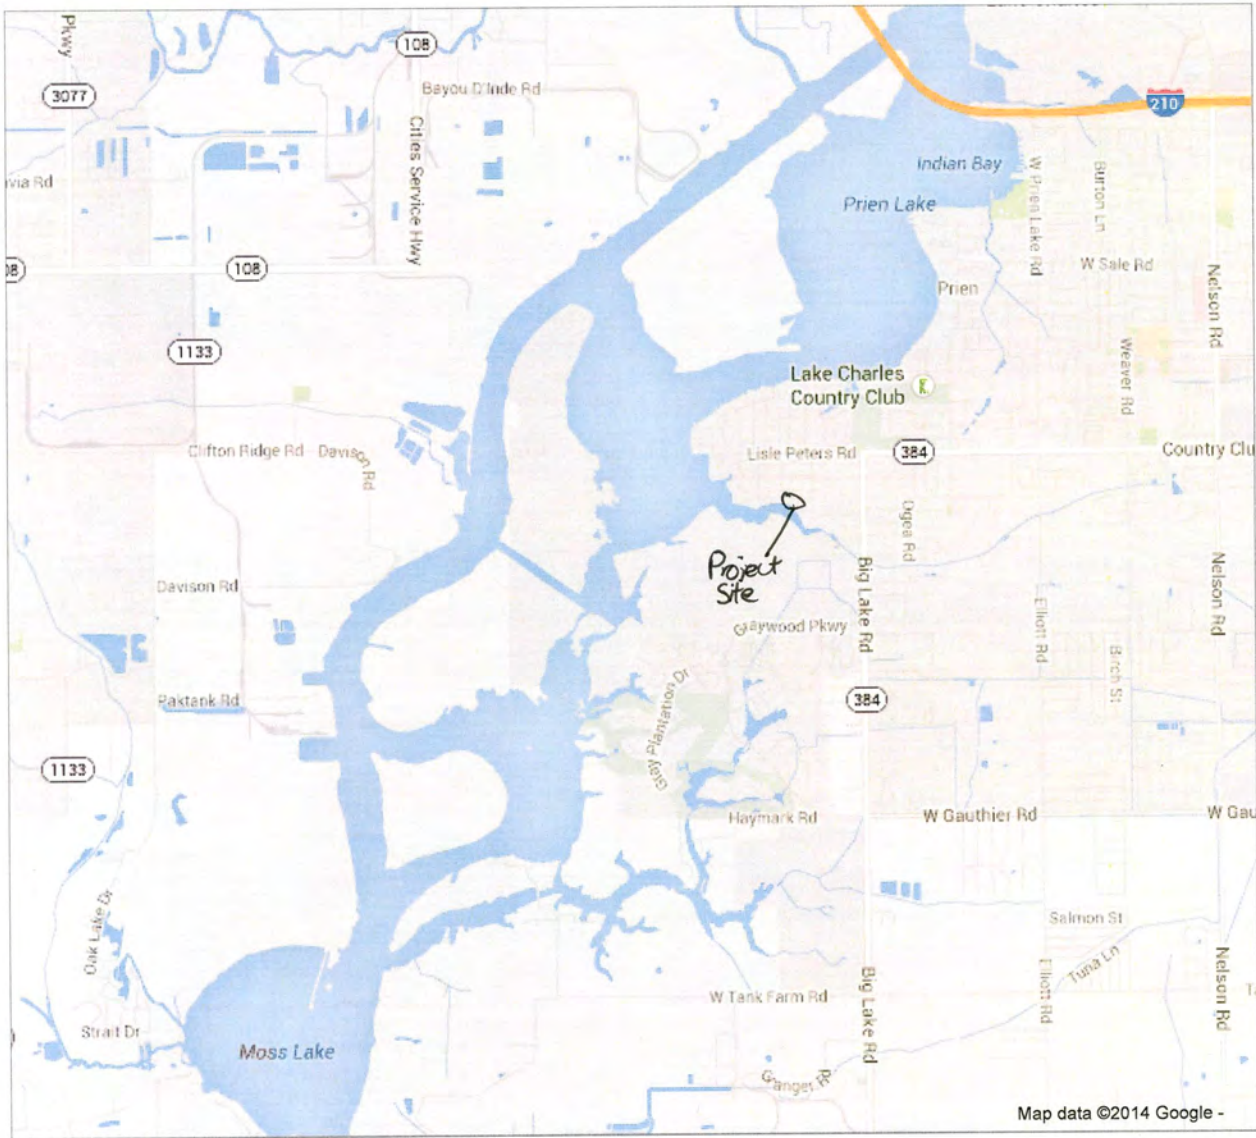 Pkwy
108
3077
Bayou D'Inde Rd
Cities Service Hwy
210
Indian Bay
Prien Lake
W Prien Lake Rd
Burton Ln
via Rd
108
W Sale Rd
Prien
Nelson Rd
1133
Weaver Rd
Lake Charles
Country Club
Clifton Ridge Rd
Davison Rd
Lisle Peters Rd
384
Country Clu
Ogea Rd
Project
Site
Davison Rd
Big Lake Rd
Graywood Pkwy
Elliott Rd
Nelson Rd
Birch St
Paktank Rd
Gray Plantation Dr
384
1133
Haymark Rd
W Gauthier Rd
W Gau
Oak Lake Dr
Salmon St
Tuna Ln
W Tank Farm Rd
Big Lake Rd
Elliott Rd
Nelson Rd
Strait Dr
Moss Lake
Granger Rd
Map data ©2014 Google -